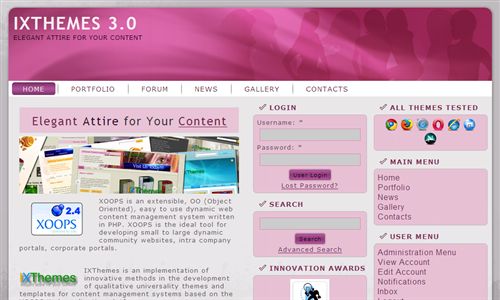 IXTHEMES 3.0
ELEGANT ATTIRE FOR YOUR CONTENT
HOME
PORTFOLIO
FORUM
NEWS
GALLERY
CONTACTS
Elegant Attire for Your Content
XOOPS 2.4
XOOPS is an extensible, OO (Object
Oriented), easy to use dynamic web
content management system written
in PHP. XOOPS is the ideal tool for
developing small to large dynamic
community websites, intra company
portals, corporate portals.
IXThemes
IXThemes is an implementation of
innovative methods in the development
of qualitative universality themes and
templates for content management systems based on the
LOGIN
Username: *
Password: *
User Login
Lost Password?
SEARCH
Search
Advanced Search
INNOVATION AWARDS
ALL THEMES TESTED
MAIN MENU
Home
Portfolio
News
Gallery
Contacts
USER MENU
Administration Menu
View Account
Edit Account
Notifications
Inbox